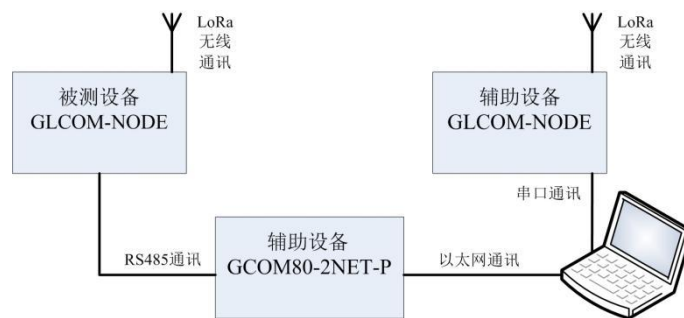 LoRa
无线
通讯
LoRa
无线
通讯
被测设备
GLCOM-NODE
辅助设备
GLCOM-NODE
串口通讯
辅助设备
GCOM80-2NET-P
RS485通讯
以太网通讯